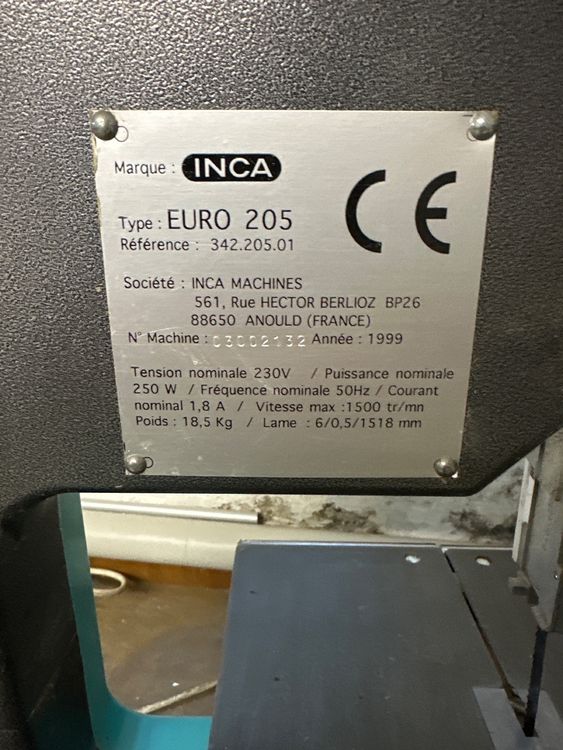 Marque : INCA
CE
Type : EURO 205
Référence : 342.205.01
Société : INCA MACHINES
561, Rue HECTOR BERLIOZ BP26
88650 ANOULD (FRANCE)
N° Machine : 03002132 Année : 1999
Tension nominale 230V / Puissance nominale
250 W / Fréquence nominale 50Hz / Courant
nominal 1,8 A / Vitesse max :1500 tr/mn
Poids : 18,5 Kg / Lame : 6/0,5/1518 mm